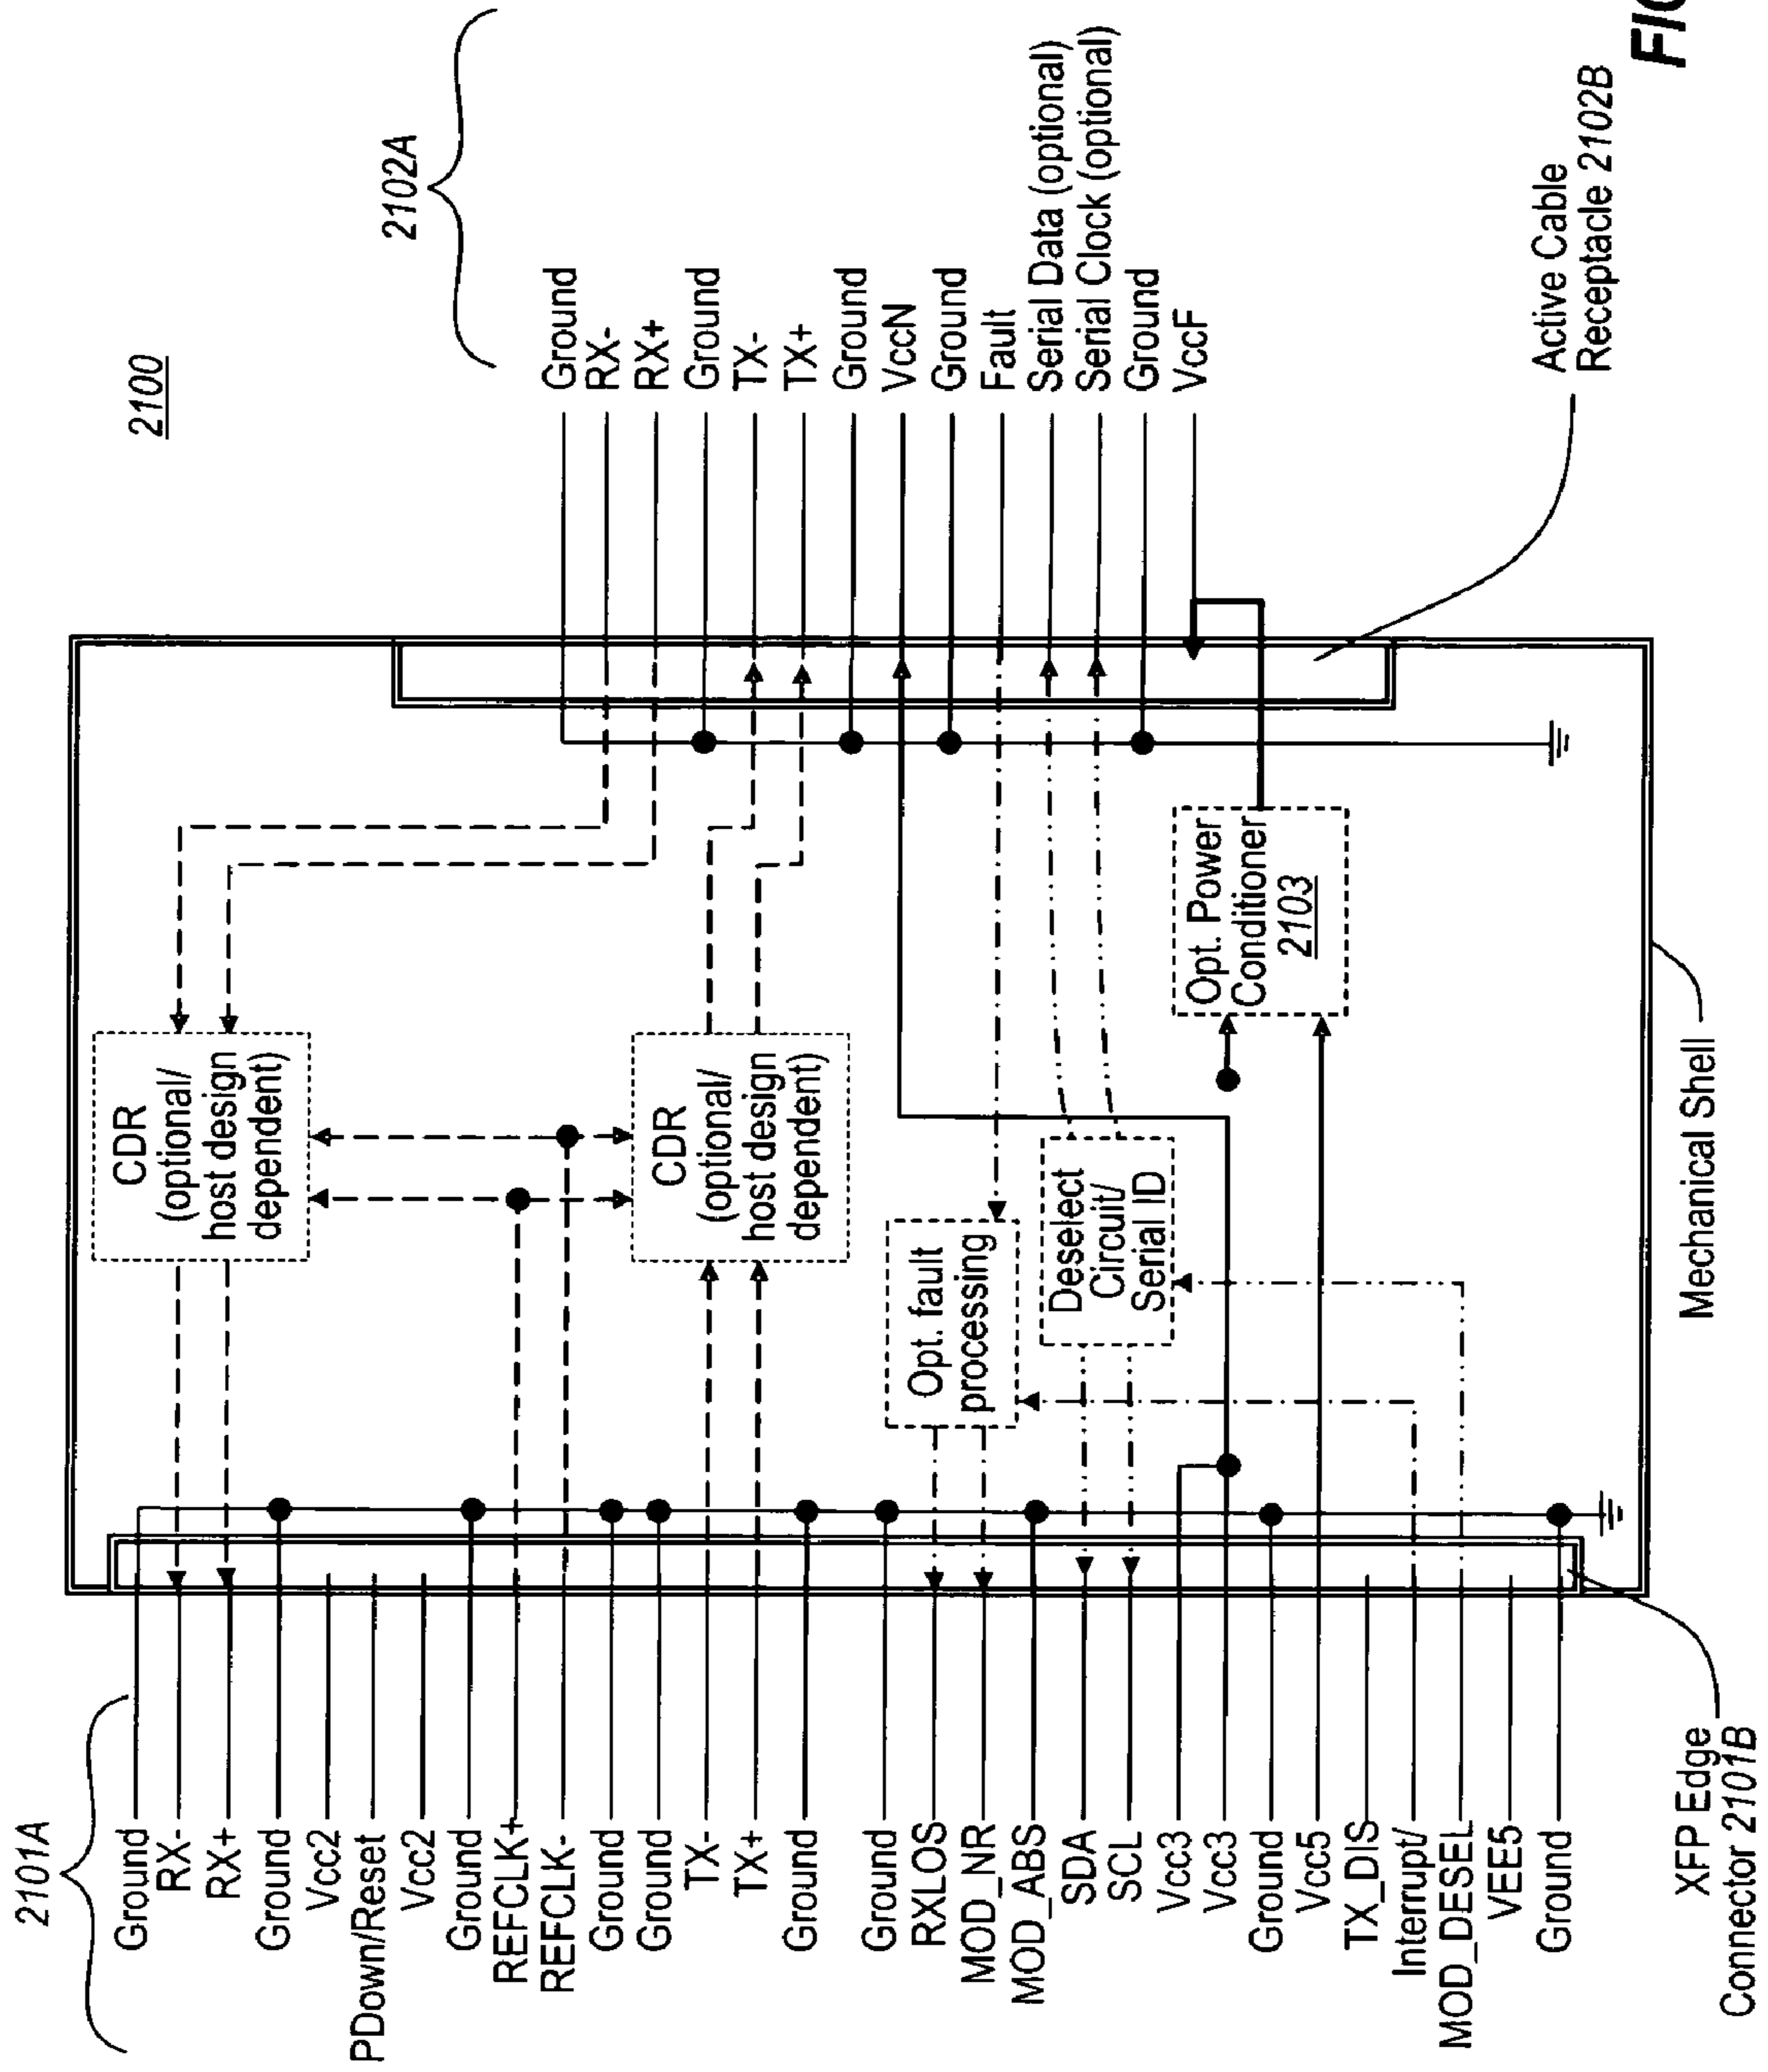 2100
2101A
Ground
RX-
RX+
Ground
Vcc2
PDown/Reset
Vcc2
Ground
REFCLK+
REFCLK-
Ground
Ground
TX-
TX+
Ground
Ground
RXLOS
MOD_NR
MOD_ABS
SDA
SCL
Vcc3
Vcc3
Ground
Vcc5
TX_DIS
Interrupt/
MOD_DESEL
VEE5
Ground
XFP Edge
Connector 2101B
CDR
(optional/
host design
dependent)
CDR
(optional/
host design
dependent)
Opt. fault
processing
Deselect
Circuit/
Serial ID
Opt. Power
Conditioner
2103
Mechanical Shell
2102A
Ground
RX-
RX+
Ground
TX-
TX+
Ground
VccN
Ground
Fault
Serial Data (optional)
Serial Clock (optional)
Ground
VccF
Active Cable
Receptacle 2102B